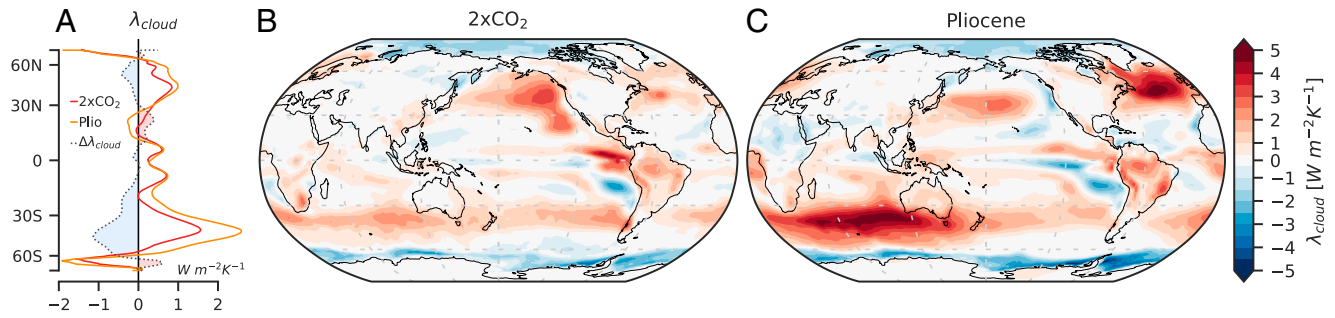 A
λcloud
60N
30N
0
30S
60S
2xCO₂
Plio
Δλcloud
W m⁻²K⁻¹
−2 −1 0 1 2
B
2xCO₂
C
Pliocene
5
4
3
2
1
0
−1
−2
−3
−4
−5
λcloud [W m⁻²K⁻¹]